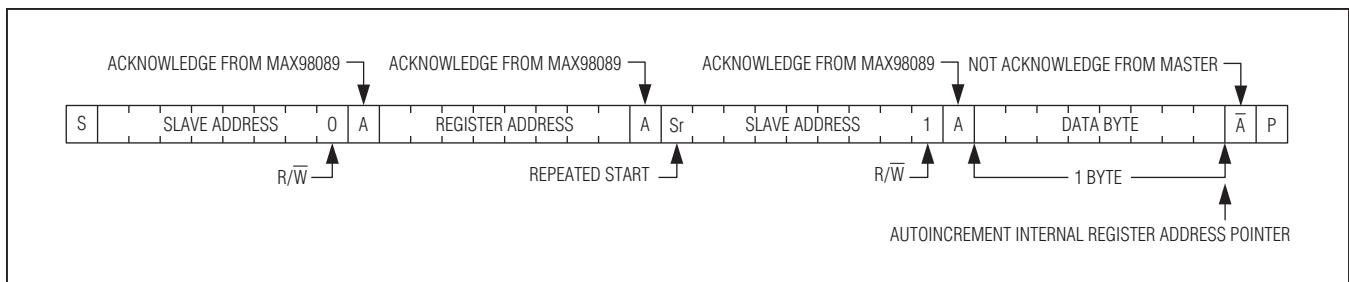 ACKNOWLEDGE FROM MAX98089 ACKNOWLEDGE FROM MAX98089 ACKNOWLEDGE FROM MAX98089 NOT ACKNOWLEDGE FROM MASTER
S SLAVE ADDRESS 0 A REGISTER ADDRESS A Sr SLAVE ADDRESS 1 A DATA BYTE A̅ P
R/W̅ REPEATED START R/W̅ 1 BYTE
AUTOINCREMENT INTERNAL REGISTER ADDRESS POINTER